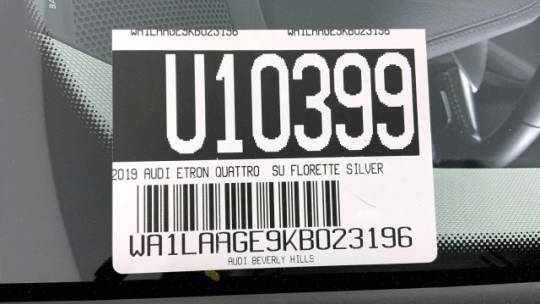 WA1LAAGE9KB023196 WA1LAAGE9KB023196
U10399
2019 AUDI ETRON QUATTRO SU FLORETTE SILVER
WA1LAAGE9KB023196
AUDI BEVERLY HILLS